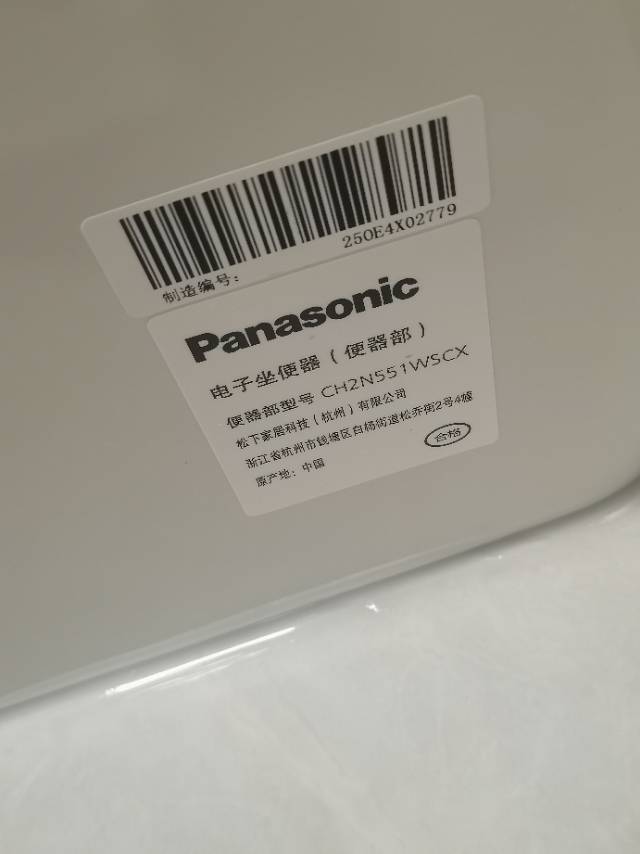 制造编号:
250E4X02779
Panasonic
电子坐便器（便器部）
便器部型号 CH2N551WSCX
松下家居科技（杭州）有限公司
浙江省杭州市钱塘区白杨街道松乔街2号4幢
原产地：中国
合格